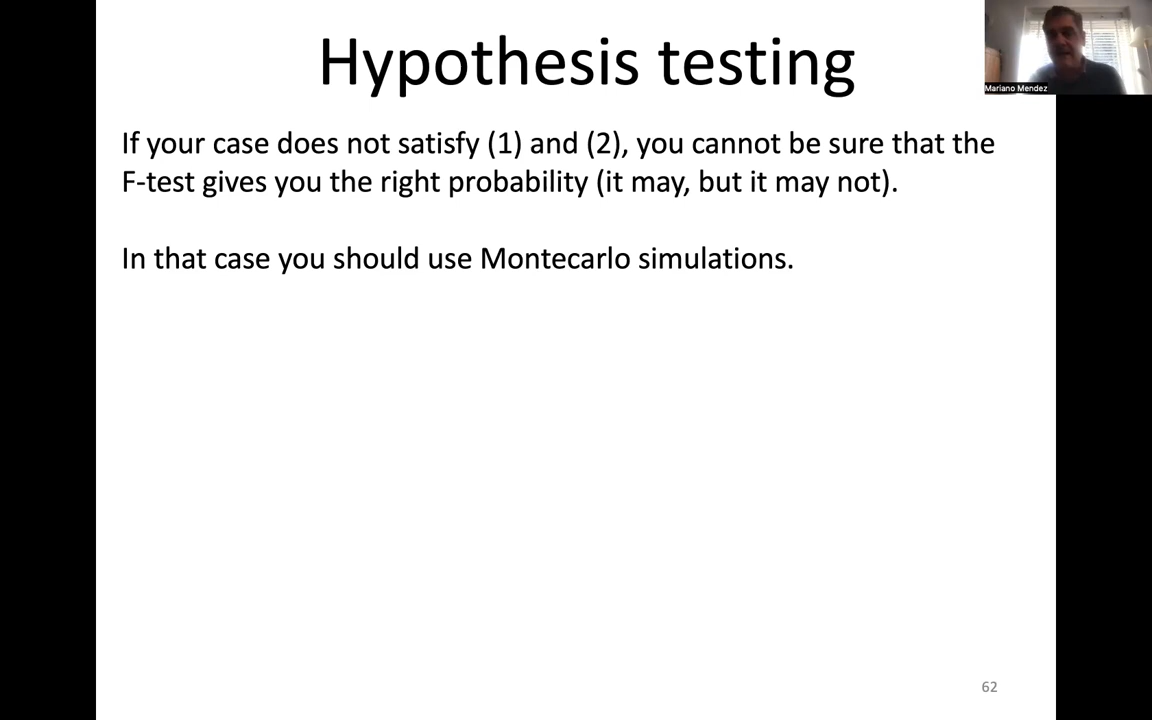 Hypothesis testing
Mariano Mendez
If your case does not satisfy (1) and (2), you cannot be sure that the
F-test gives you the right probability (it may, but it may not).
In that case you should use Montecarlo simulations.
62